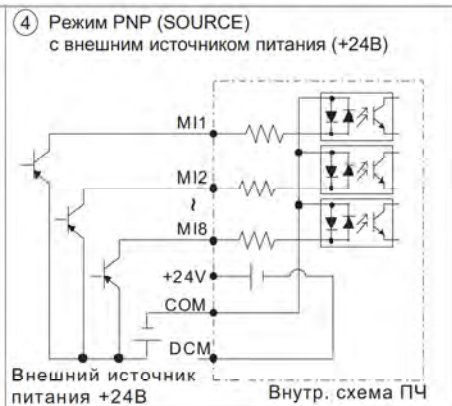 4 Режим PNP (SOURCE)
с внешним источником питания (+24В)
MI1
MI2
~
MI8
+24V
COM
DCM
Внешний источник
питания +24В
Внутр. схема ПЧ